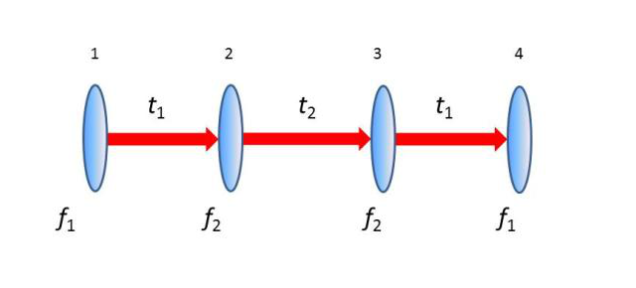 1 2 3 4
t₁ t₂ t₁
f₁ f₂ f₂ f₁